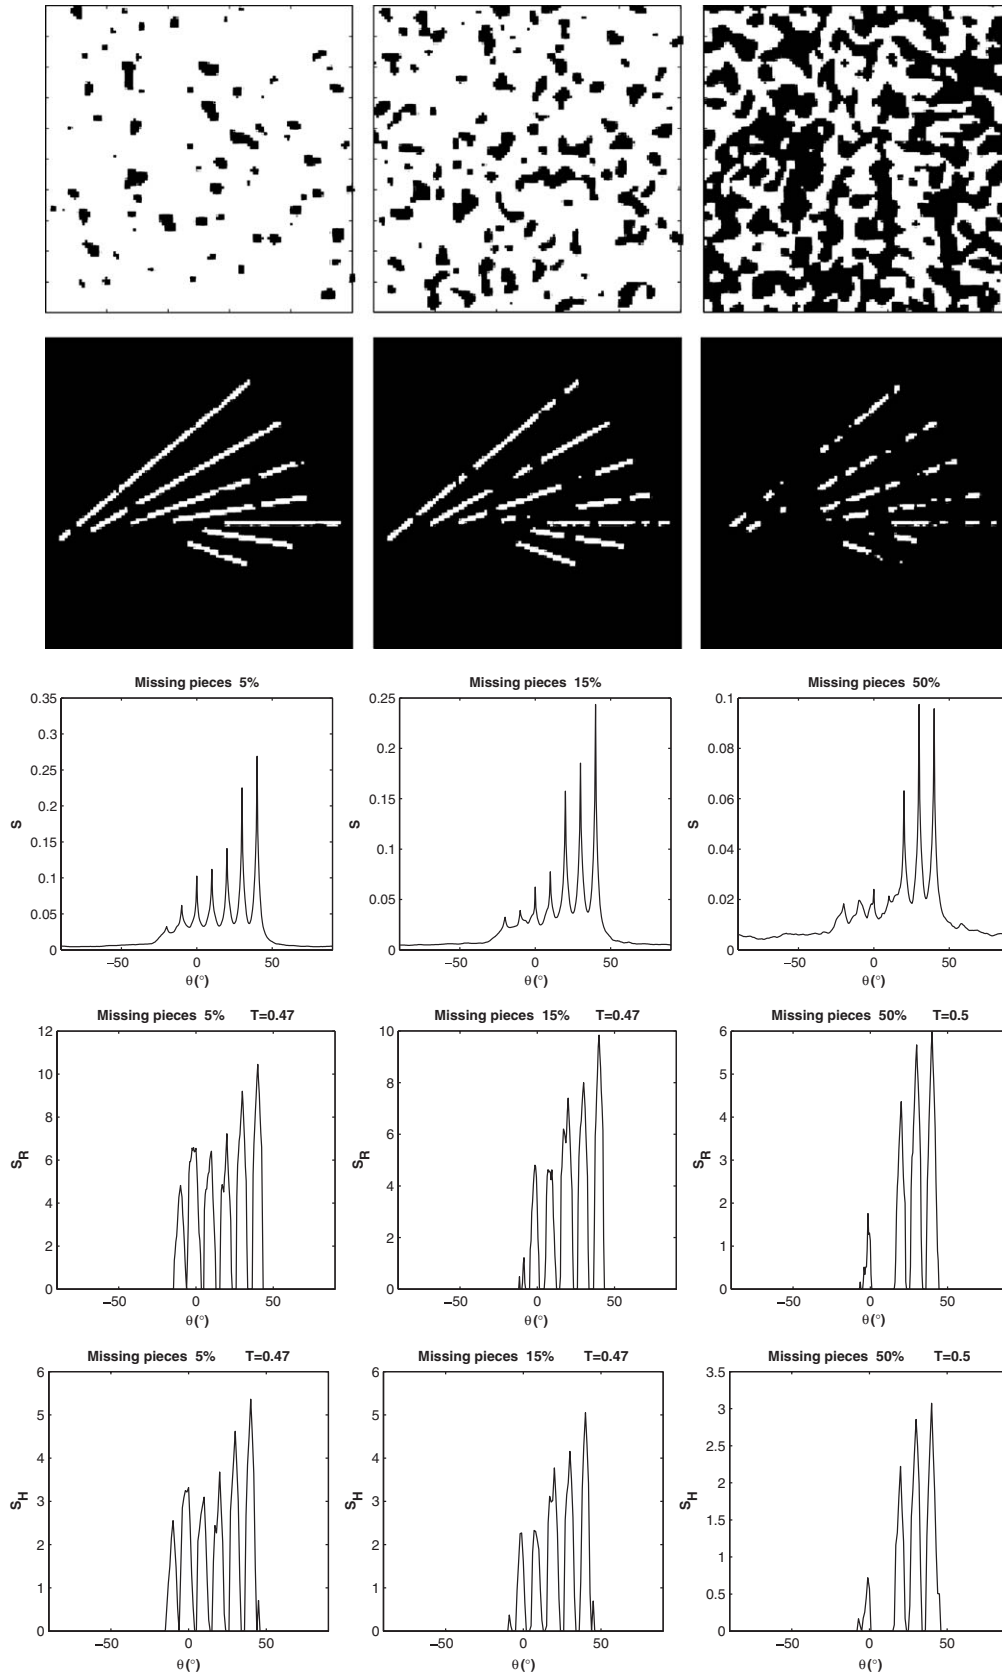 Missing pieces 5%
0.35
0.3
0.25
0.2
0.15
0.1
0.05
0
S
−50 0 50
θ(°)
Missing pieces 15%
0.25
0.2
0.15
0.1
0.05
0
S
−50 0 50
θ(°)
Missing pieces 50%
0.1
0.08
0.06
0.04
0.02
0
S
−50 0 50
θ(°)
Missing pieces 5% T=0.47
12
10
8
6
4
2
0
S_R
−50 0 50
θ(°)
Missing pieces 15% T=0.47
10
8
6
4
2
0
S_R
−50 0 50
θ(°)
Missing pieces 50% T=0.5
6
5
4
3
2
1
0
S_R
−50 0 50
θ(°)
Missing pieces 5% T=0.47
6
5
4
3
2
1
0
S_H
−50 0 50
θ(°)
Missing pieces 15% T=0.47
6
5
4
3
2
1
0
S_H
−50 0 50
θ(°)
Missing pieces 50% T=0.5
3.5
3
2.5
2
1.5
1
0.5
0
S_H
−50 0 50
θ(°)